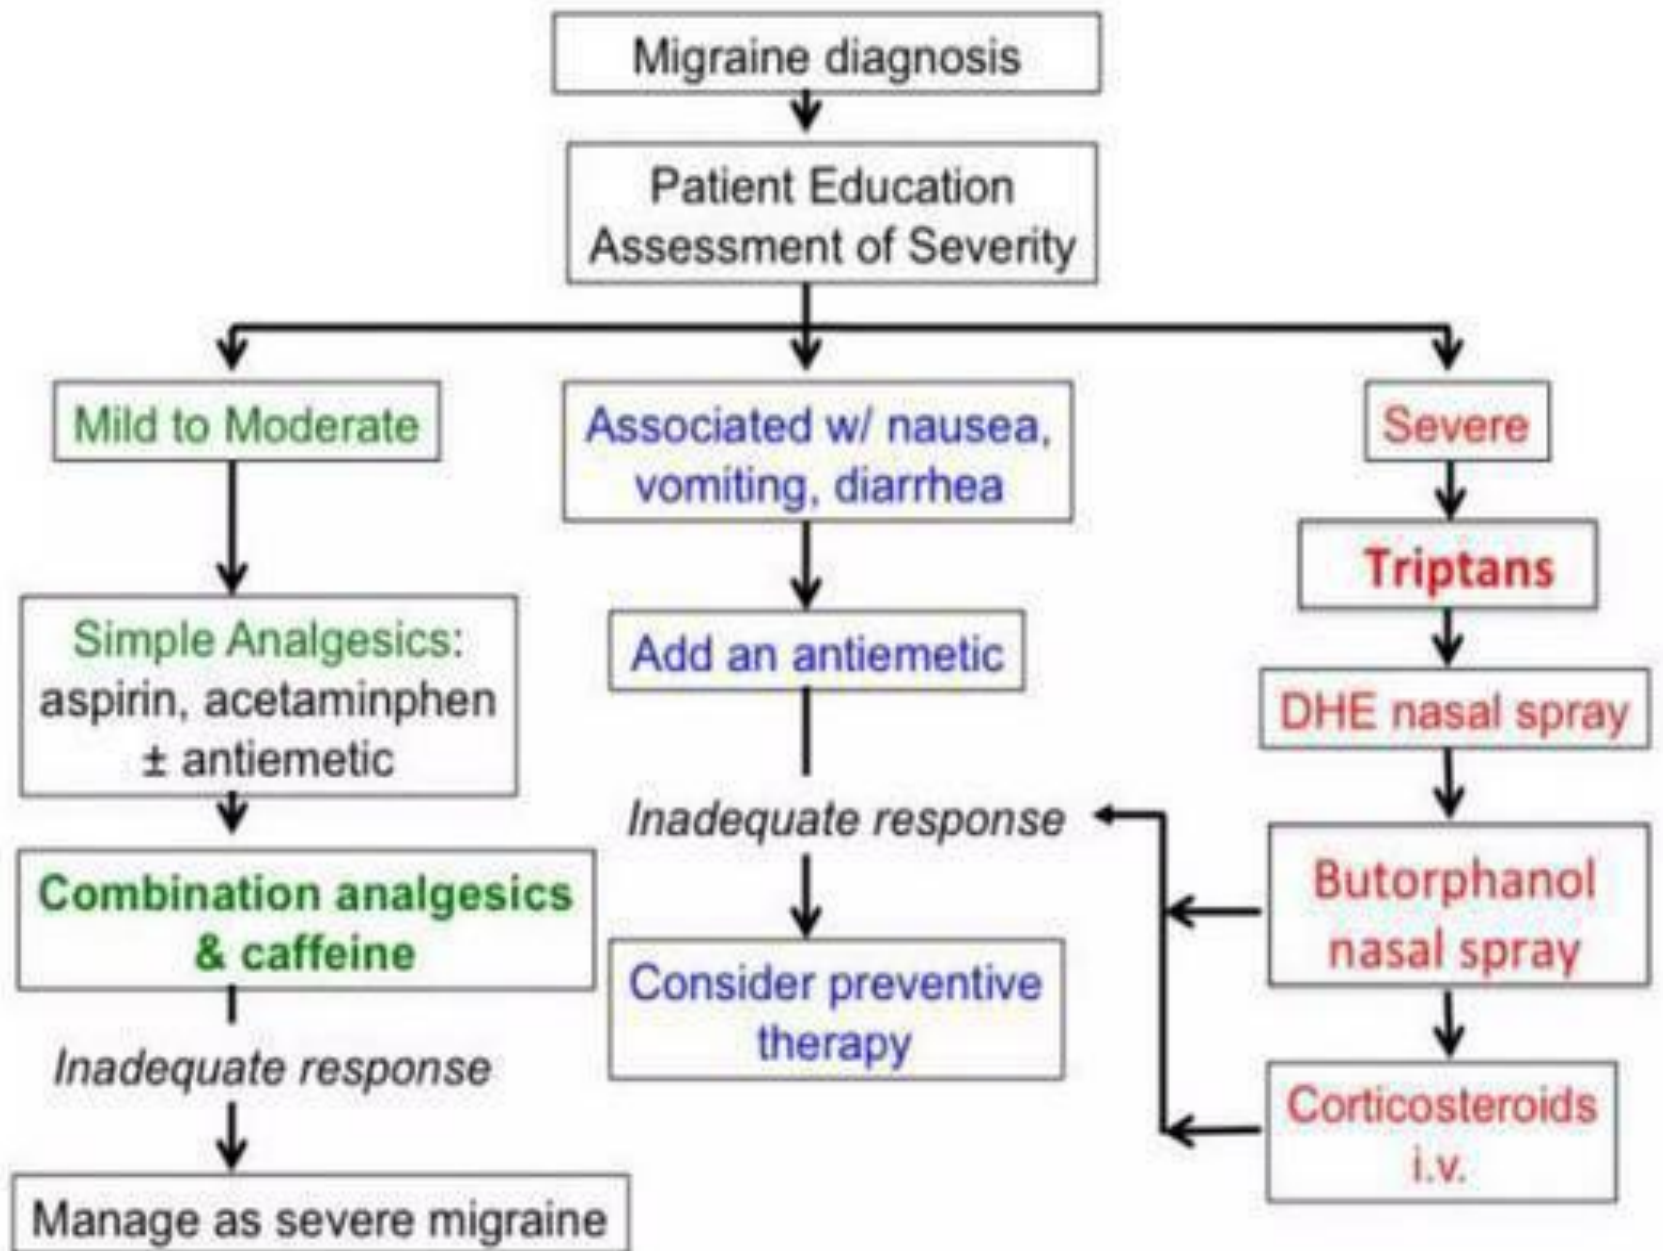 Migraine diagnosis
Patient Education
Assessment of Severity
Mild to Moderate
Simple Analgesics:
aspirin, acetaminphen
± antiemetic
Combination analgesics
& caffeine
Inadequate response
Manage as severe migraine
Associated w/ nausea,
vomiting, diarrhea
Add an antiemetic
Inadequate response
Consider preventive
therapy
Severe
Triptans
DHE nasal spray
Butorphanol
nasal spray
Corticosteroids
i.v.